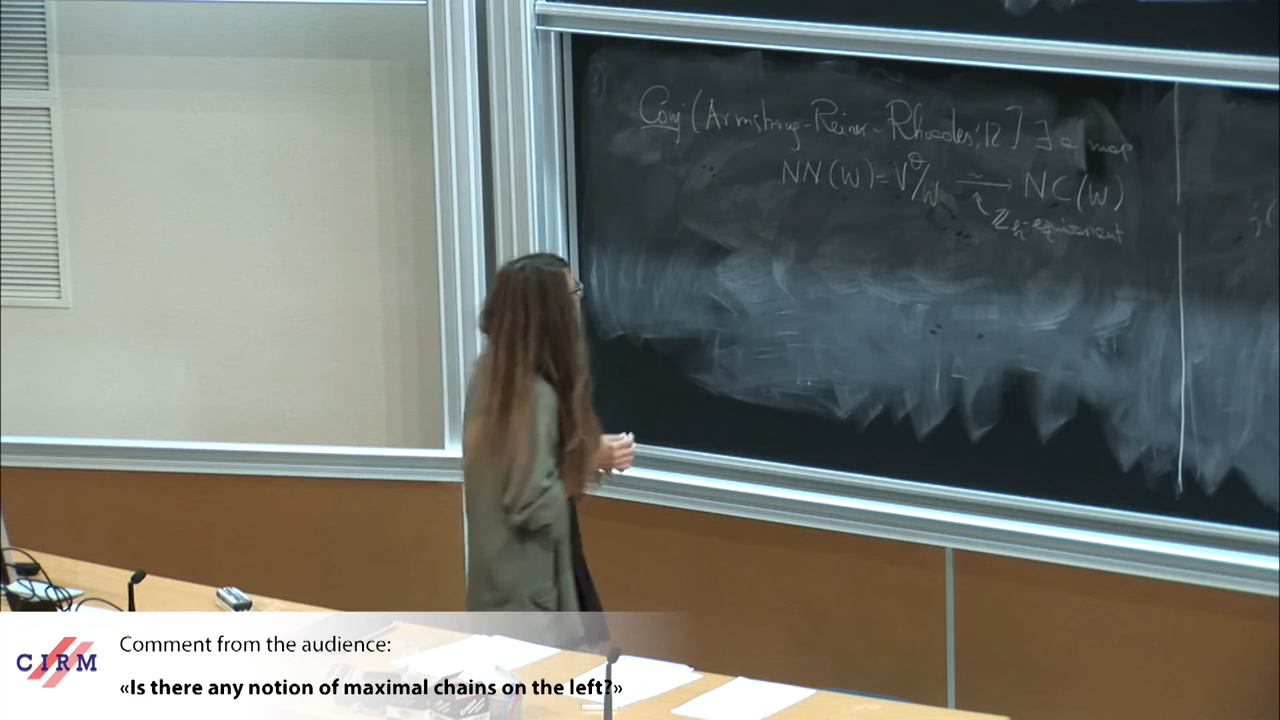 Conj (Armstrong-Reiner-Rhoades, '12] ∃ a map
NN(W) = V^θ/W ~→ NC(W)
ℤ_h-equivariant
j(
CIRM
Comment from the audience:
«Is there any notion of maximal chains on the left?»